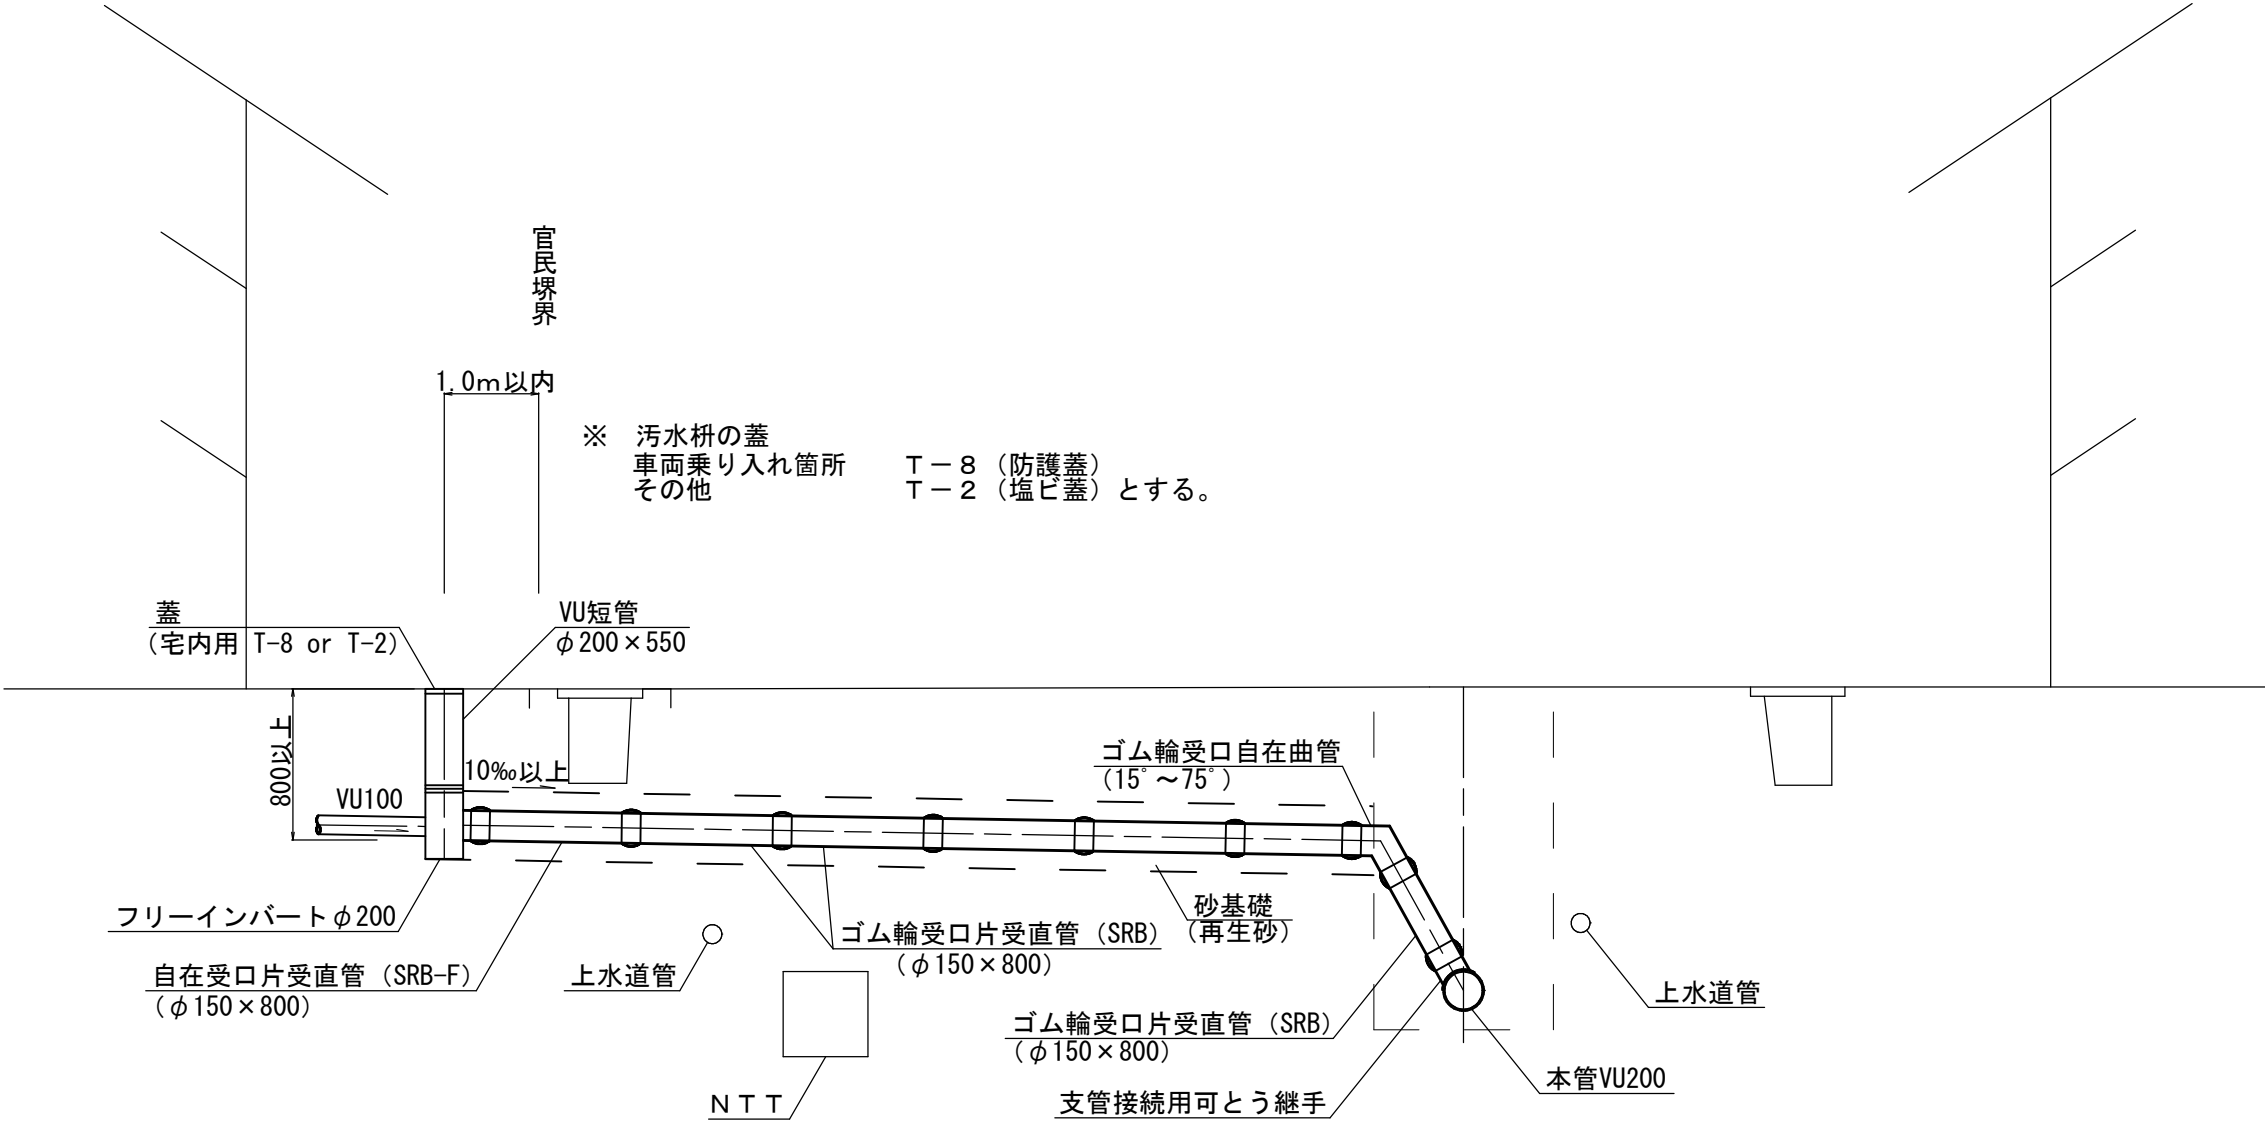 官民堺界
1.0m以内
※　汚水枡の蓋
車両乗り入れ箇所　　Ｔ－８（防護蓋）
その他　　Ｔ－２（塩ビ蓋）とする。
蓋
（宅内用 T-8 or T-2）
VU短管
φ200×550
800以上
10‰以上
VU100
ゴム輪受口自在曲管
（15°～75°）
フリーインバートφ200
自在受口片受直管（SRB-F）
（φ150×800）
上水道管
ゴム輪受口片受直管（SRB）
（φ150×800）
砂基礎
（再生砂）
ＮＴＴ
ゴム輪受口片受直管（SRB）
（φ150×800）
支管接続用可とう継手
上水道管
本管VU200